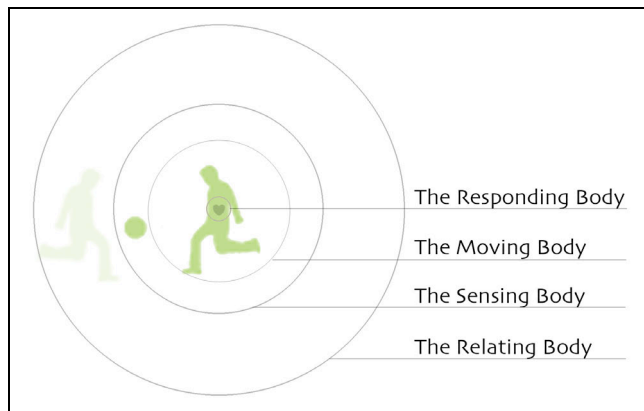 The Responding Body
The Moving Body
The Sensing Body
The Relating Body